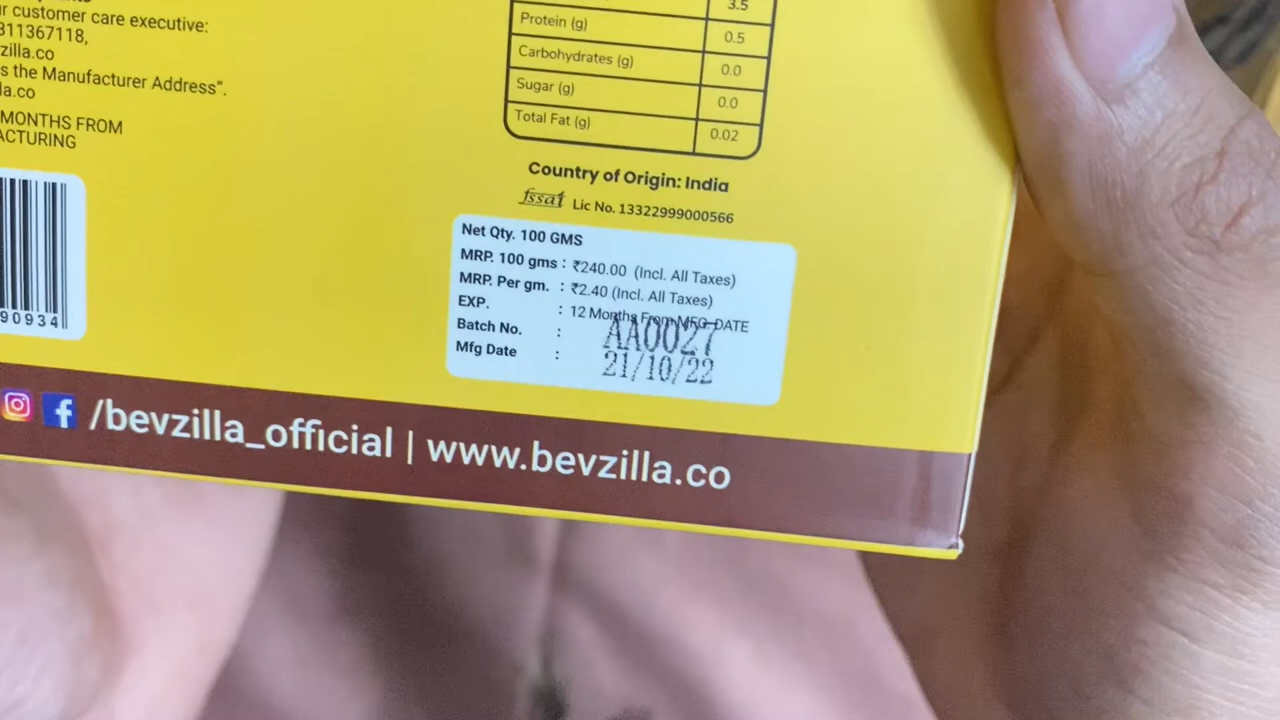 r customer care executive:
311367118,
zilla.co
s the Manufacturer Address".
la.co
MONTHS FROM
ACTURING
90934
3.5
Protein (g) 0.5
Carbohydrates (g) 0.0
Sugar (g) 0.0
Total Fat (g) 0.02
Country of Origin: India
fssai Lic No. 13322999000566
Net Qty. 100 GMS
MRP. 100 gms : ₹240.00 (Incl. All Taxes)
MRP. Per gm. : ₹2.40 (Incl. All Taxes)
EXP. : 12 Months From MFG. DATE
Batch No. : AA0027
Mfg Date : 21/10/22
/bevzilla_official | www.bevzilla.co